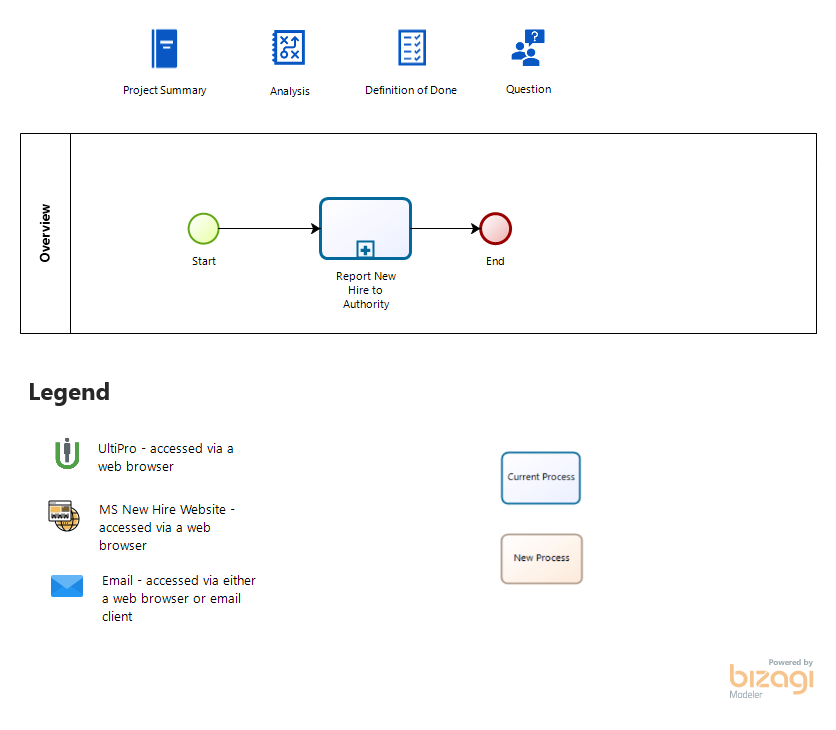 Project Summary
Analysis
Definition of Done
?
Question
Overview
Start
Report New
Hire to
Authority
End
Legend
UltiPro - accessed via a
web browser
MS New Hire Website -
accessed via a web
browser
Email - accessed via either
a web browser or email
client
Current Process
New Process
Powered by
bizagi
Modeler